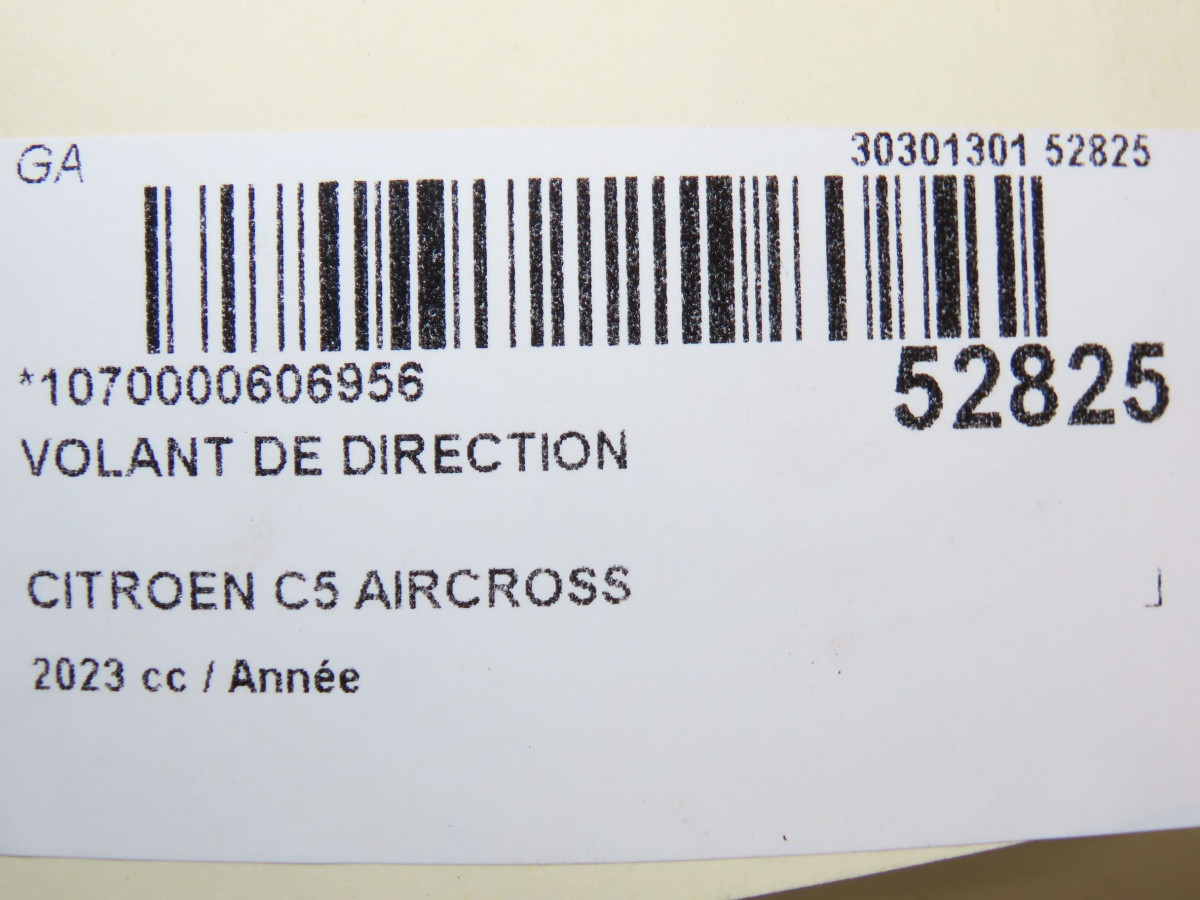 GA
30301301 52825
*1070000606956
52825
VOLANT DE DIRECTION
CITROEN C5 AIRCROSS
2023 cc / Année